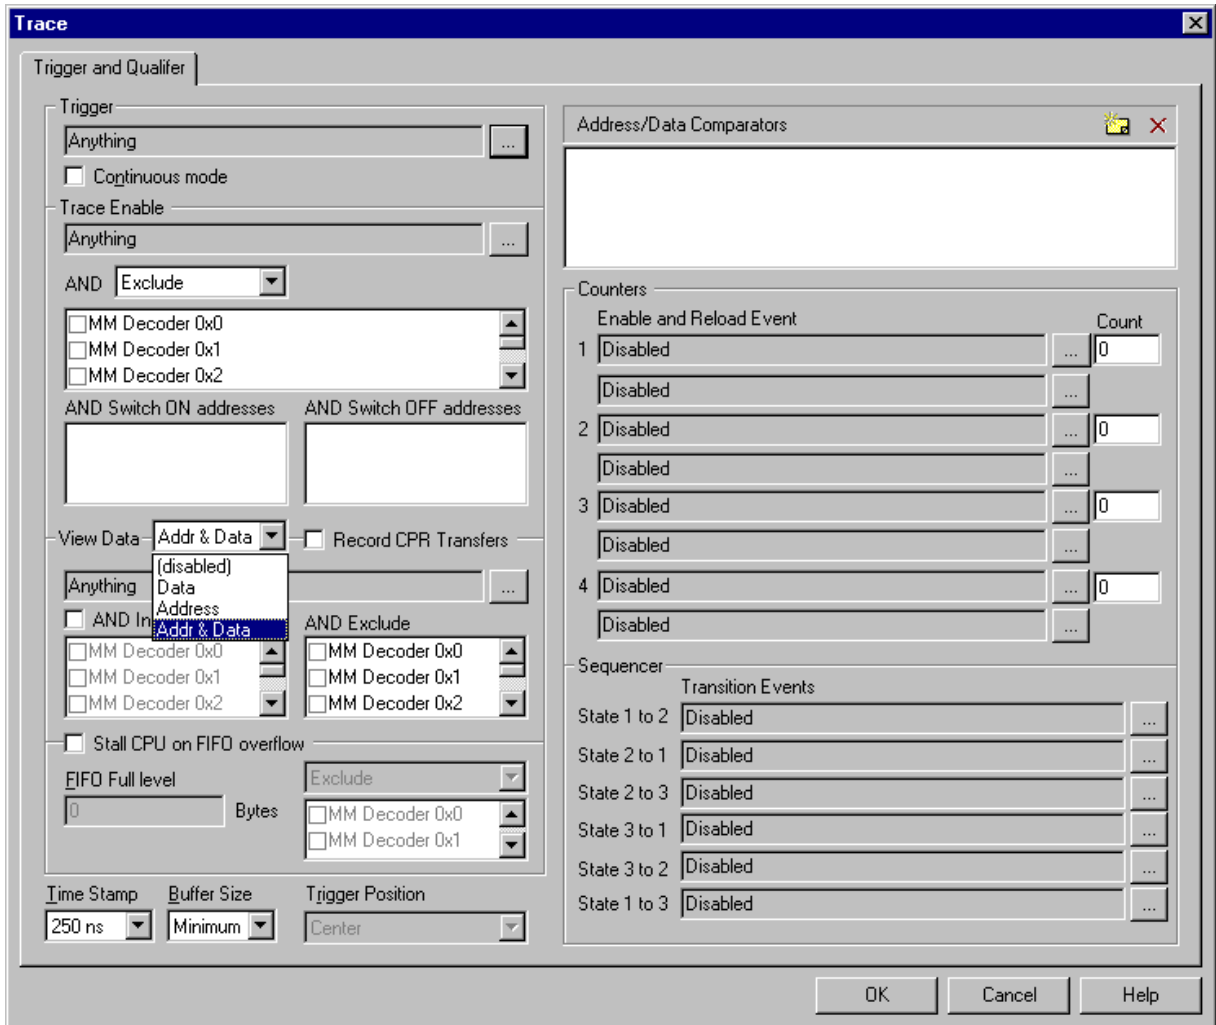 Trace
Trigger and Qualifer
Trigger
Anything
...
Continuous mode
Trace Enable
Anything
...
AND Exclude
MM Decoder 0x0
MM Decoder 0x1
MM Decoder 0x2
AND Switch ON addresses
AND Switch OFF addresses
View Data Addr & Data
Record CPR Transfers
(disabled)
Data
Address
Addr & Data
Anything
...
AND In
AND Exclude
MM Decoder 0x0
MM Decoder 0x1
MM Decoder 0x2
MM Decoder 0x0
MM Decoder 0x1
MM Decoder 0x2
Stall CPU on FIFO overflow
FIFO Full level
0 Bytes
Exclude
MM Decoder 0x0
MM Decoder 0x1
Time Stamp
250 ns
Buffer Size
Minimum
Trigger Position
Center
Address/Data Comparators
Counters
Enable and Reload Event
Count
1 Disabled ... 0
Disabled ...
2 Disabled ... 0
Disabled ...
3 Disabled ... 0
Disabled ...
4 Disabled ... 0
Disabled ...
Sequencer
Transition Events
State 1 to 2 Disabled ...
State 2 to 1 Disabled ...
State 2 to 3 Disabled ...
State 3 to 1 Disabled ...
State 3 to 2 Disabled ...
State 1 to 3 Disabled ...
OK
Cancel
Help